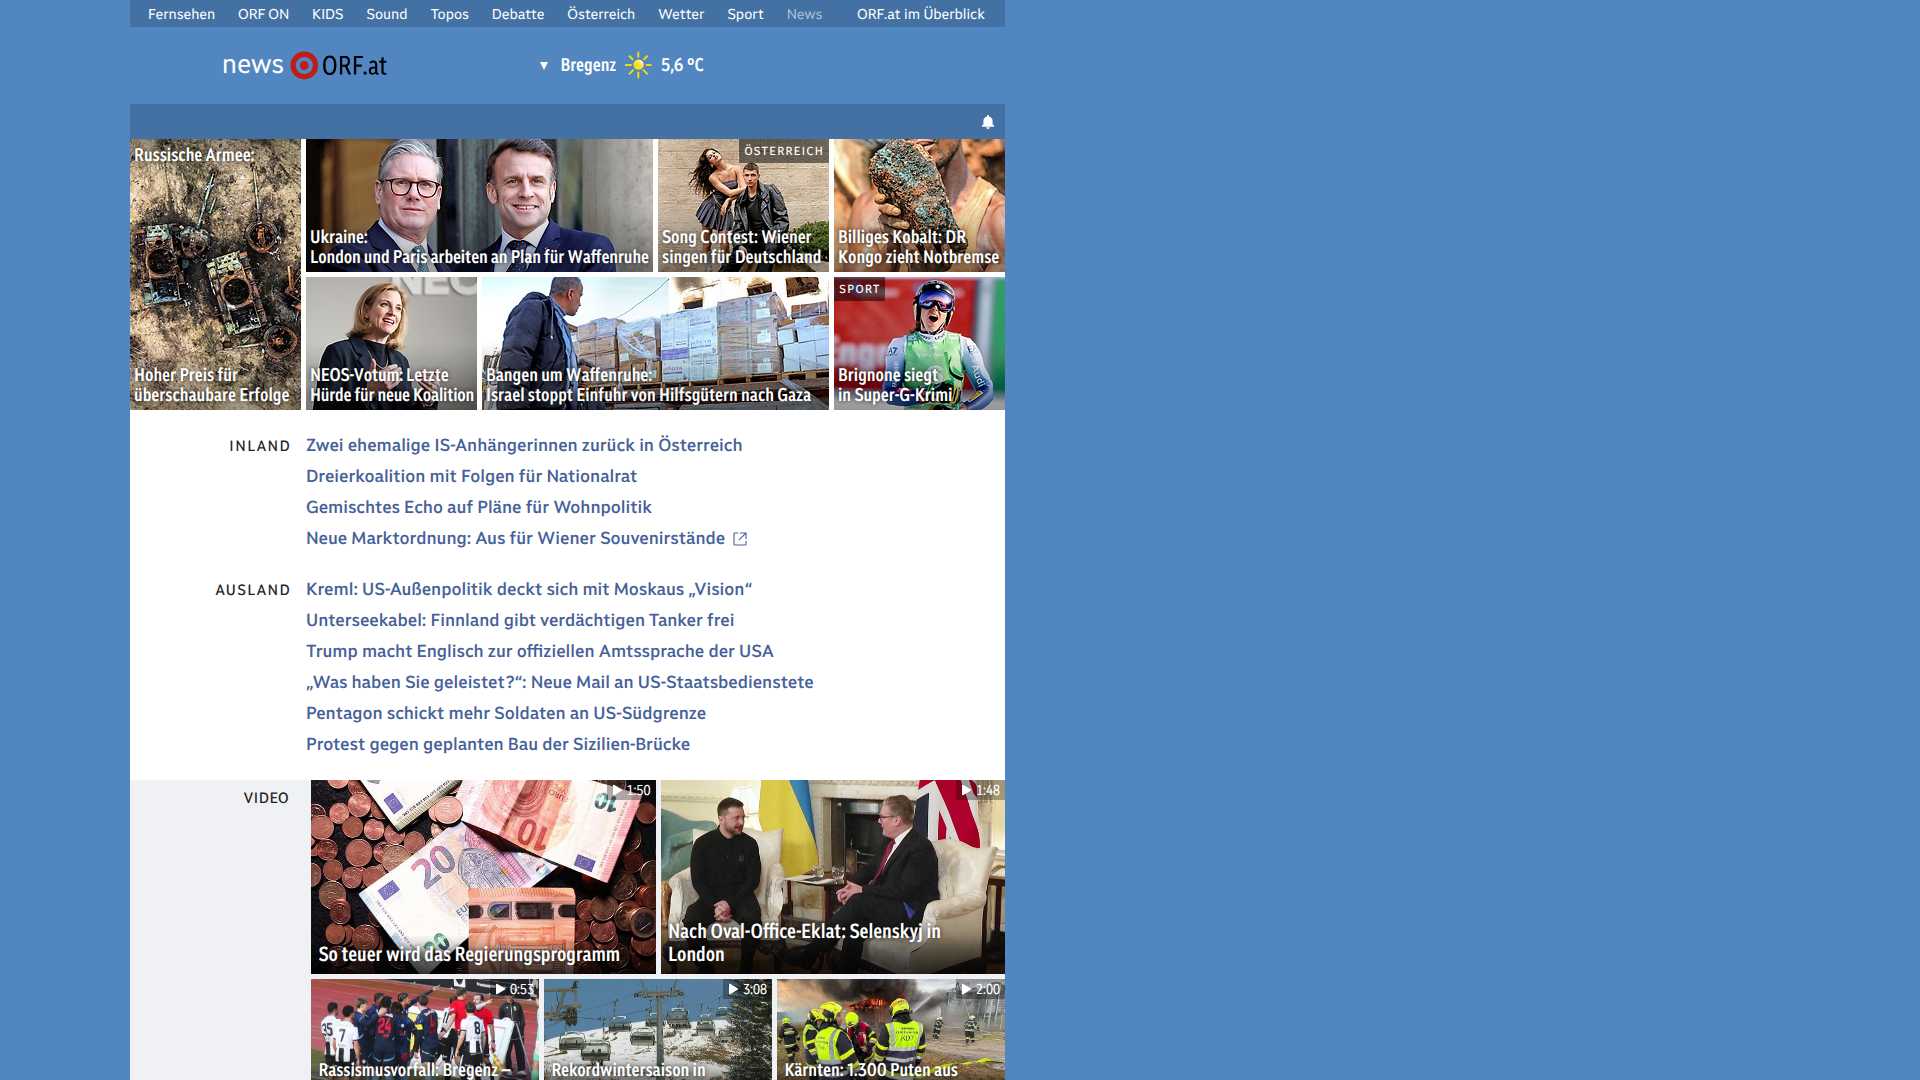 Fernsehen ORF ON KIDS Sound Topos Debatte Österreich Wetter Sport News ORF.at im Überblick
news ORF.at
Bregenz 5,6 °C
Russische Armee:
Hoher Preis für
überschaubare Erfolge
Ukraine:
London und Paris arbeiten an Plan für Waffenruhe
ÖSTERREICH
Song Contest: Wiener
singen für Deutschland
Billiges Kobalt: DR
Kongo zieht Notbremse
NEO
NEOS-Votum: Letzte
Hürde für neue Koalition
Bangen um Waffenruhe:
Israel stoppt Einfuhr von Hilfsgütern nach Gaza
SPORT
Brignone siegt
in Super-G-Krimi
INLAND
Zwei ehemalige IS-Anhängerinnen zurück in Österreich
Dreierkoalition mit Folgen für Nationalrat
Gemischtes Echo auf Pläne für Wohnpolitik
Neue Marktordnung: Aus für Wiener Souvenirstände
AUSLAND
Kreml: US-Außenpolitik deckt sich mit Moskaus „Vision“
Unterseekabel: Finnland gibt verdächtigen Tanker frei
Trump macht Englisch zur offiziellen Amtssprache der USA
„Was haben Sie geleistet?“: Neue Mail an US-Staatsbedienstete
Pentagon schickt mehr Soldaten an US-Südgrenze
Protest gegen geplanten Bau der Sizilien-Brücke
VIDEO
1:50
So teuer wird das Regierungsprogramm
1:48
Nach Oval-Office-Eklat: Selenskyj in
London
0:53
Rassismusvorfall: Bregenz –
3:08
Rekordwintersaison in
2:00
Kärnten: 1.300 Puten aus